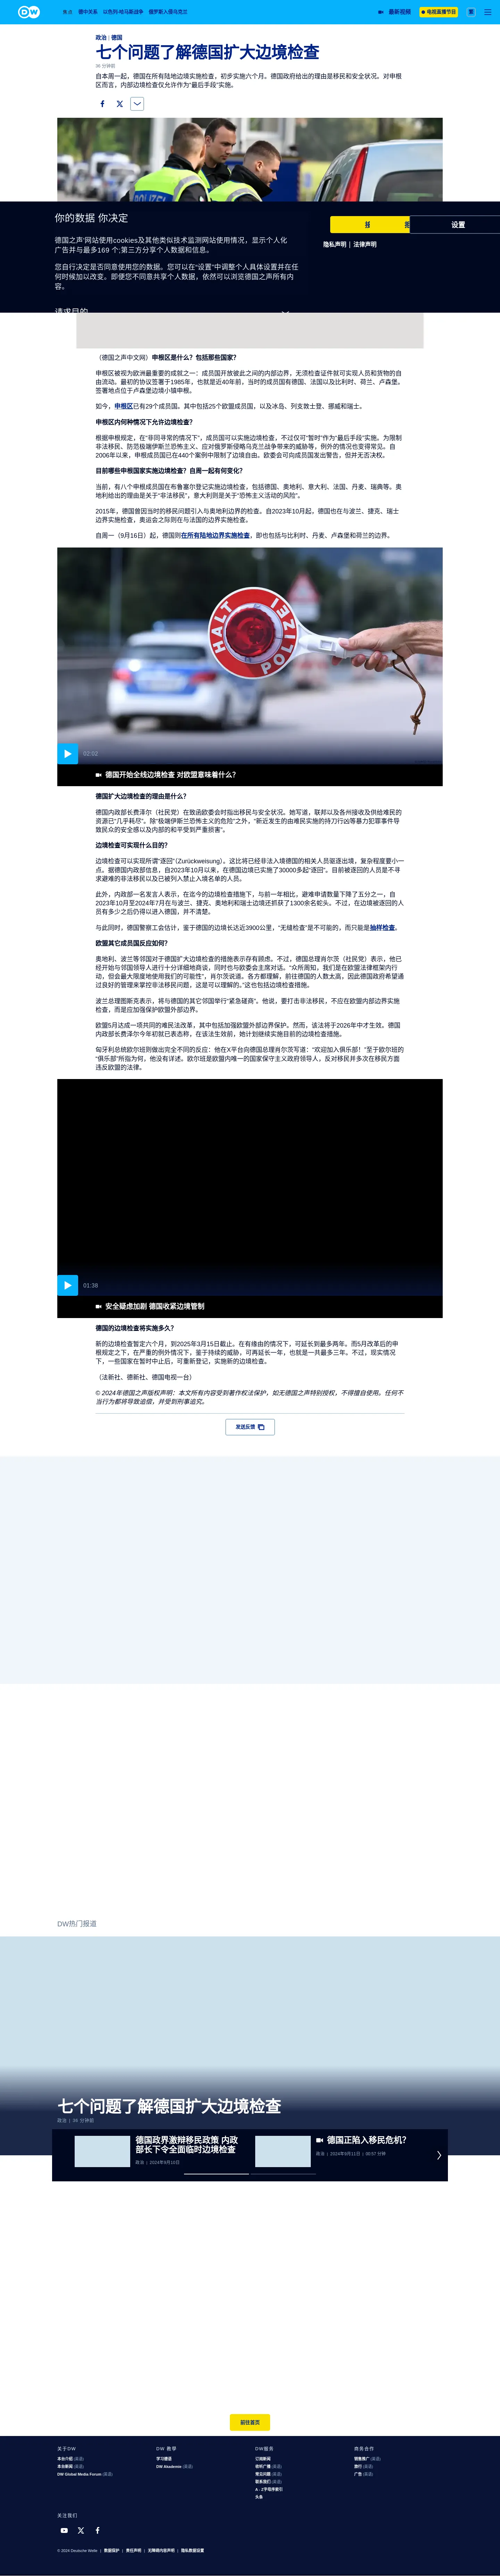 DW
焦点 德中关系 以色列-哈马斯战争 俄罗斯入侵乌克兰 最新视频 电视直播节目 繁
政治 | 德国
七个问题了解德国扩大边境检查
36 分钟前
自本周一起，德国在所有陆地边境实施检查，初步实施六个月。德国政府给出的理由是移民和安全状况。对申根区而言，内部边境检查仅允许作为“最后手段”实施。
你的数据 你决定
设置
德国之声¨网站使用cookies及其他类似技术监测网站使用情况，显示个人化广告并与最多169 个;第三方分享个人数据和信息。
隐私声明 | 法律声明
您自行决定是否同意使用您的数据。您可以在“设置”中调整个人具体设置并在任何时候加以改变。即便您不同意共享个人数据，依然可以浏览德国之声所有内容。
请求目的
（德国之声中文网）申根区是什么？包括那些国家？
申根区被视为欧洲最重要的成就之一：成员国开放彼此之间的内部边界，无须检查证件就可实现人员和货物的自由流动。最初的协议签署于1985年，也就是近40年前，当时的成员国有德国、法国以及比利时、荷兰、卢森堡。签署地点位于卢森堡边境小镇申根。
如今，申根区已有29个成员国。其中包括25个欧盟成员国，以及冰岛、列支敦士登、挪威和瑞士。
申根区内何种情况下允许边境检查？
根据申根规定，在“非同寻常的情况下”，成员国可以实施边境检查，不过仅可“暂时”作为“最后手段”实施。为限制非法移民、防范极端伊斯兰恐怖主义、应对俄罗斯侵略乌克兰战争带来的威胁等，例外的情况也变得常见。自2006年以来，申根成员国已在440个案例中限制了边境自由。欧委会可向成员国发出警告，但并无否决权。
目前哪些申根国家实施边境检查？自周一起有何变化？
当前，有八个申根成员国在布鲁塞尔登记实施边境检查，包括德国、奥地利、意大利、法国、丹麦、瑞典等。奥地利给出的理由是关于“非法移民”，意大利则是关于“恐怖主义活动的风险”。
2015年，德国曾因当时的移民问题引入与奥地利边界的检查。自2023年10月起，德国也在与波兰、捷克、瑞士边界实施检查，奥运会之际则在与法国的边界实施检查。
自周一（9月16日）起，德国则在所有陆地边界实施检查，即也包括与比利时、丹麦、卢森堡和荷兰的边界。
HALT
POLIZEI
02:02
德国开始全线边境检查 对欧盟意味着什么？
德国扩大边境检查的理由是什么？
德国内政部长费泽尔（社民党）在致函欧委会时指出移民与安全状况。她写道，联邦以及各州接收及供给难民的资源已“几乎耗尽”。除“极端伊斯兰恐怖主义的危险”之外，“新近发生的由难民实施的持刀行凶等暴力犯罪事件导致民众的安全感以及内部的和平受到严重损害”。
边境检查可实现什么目的？
边境检查可以实现所谓“逐回”(Zurückweisung)。这比将已经非法入境德国的相关人员驱逐出境，复杂程度要小一点。据德国内政部信息，自2023年10月以来，在德国边境已实施了30000多起“逐回”。目前被逐回的人员是不寻求避难的非法移民以及已被列入禁止入境名单的人员。
此外，内政部一名发言人表示，在迄今的边境检查措施下，与前一年相比，避难申请数量下降了五分之一，自2023年10月至2024年7月在与波兰、捷克、奥地利和瑞士边境还抓获了1300余名蛇头。不过，在边境被逐回的人员有多少之后仍得以进入德国，并不清楚。
与此同时，德国警察工会估计，鉴于德国的边境长达近3900公里，“无缝检查”是不可能的，而只能是抽样检查。
欧盟其它成员国反应如何？
奥地利、波兰等邻国对于德国扩大边境检查的措施表示存有顾虑。不过，德国总理肖尔茨（社民党）表示，他已经开始与邻国领导人进行十分详细地商谈，同时也与欧委会主席对话。“众所周知，我们是在欧盟法律框架内行动，但会最大限度地使用我们的可能性”，肖尔茨说道。各方都理解，前往德国的人数太高，因此德国政府希望通过良好的管理来掌控非法移民问题，这是可以理解的。”这也包括边境检查措施。
波兰总理图斯克表示，将与德国的其它邻国举行“紧急磋商”。他说，要打击非法移民，不应在欧盟内部边界实施检查，而是应加强保护欧盟外部边界。
欧盟5月达成一项共同的难民法改革，其中包括加强欧盟外部边界保护。然而，该法将于2026年中才生效。德国内政部长费泽尔今年初就已表态称，在该法生效前，她计划继续实施目前的边境检查措施。
匈牙利总统欧尔班则做出完全不同的反应：他在X平台向德国总理肖尔茨写道：“欢迎加入俱乐部！”至于欧尔班的“俱乐部”所指为何，他没有详述。欧尔班是欧盟内唯一的国家保守主义政府领导人，反对移民并多次在移民方面违反欧盟的法律。
01:36
安全疑虑加剧 德国收紧边境管制
德国的边境检查将实施多久？
新的边境检查暂定六个月，到2025年3月15日截止。在有缘由的情况下，可延长到最多两年。而5月改革后的申根规定之下，在严重的例外情况下，鉴于持续的威胁，可再延长一年，也就是一共最多三年。不过，现实情况下，一些国家在暂时中止后，可重新登记，实施新的边境检查。
（法新社、德新社、德国电视一台）
© 2024年德国之声版权声明：本文所有内容受到著作权法保护，如无德国之声特别授权，不得擅自使用。任何不当行为都将导致追偿，并受到刑事追究。
发送反馈
DW热门报道
七个问题了解德国扩大边境检查
政治 | 36 分钟前
德国政界激辩移民政策 内政部长下令全面临时边境检查
政治 | 2024年9月10日
德国正陷入移民危机？
政治 | 2024年9月11日
前往首页
关于DW
本台介绍 (英语)
本台新闻 (英语)
DW Global Media Forum (英语)
DW 教学
学习德语
DW Akademie (英语)
DW服务
订阅新闻
收听广播 (英语)
常见问题 (英语)
联系我们 (英语)
A - Z字母序索引
头条
商务合作
销售推广 (英语)
旅行 (英语)
广告 (英语)
关注我们
© 2024 Deutsche Welle | 数据保护 | 责任声明 | 无障碍内容声明 | 隐私数据设置